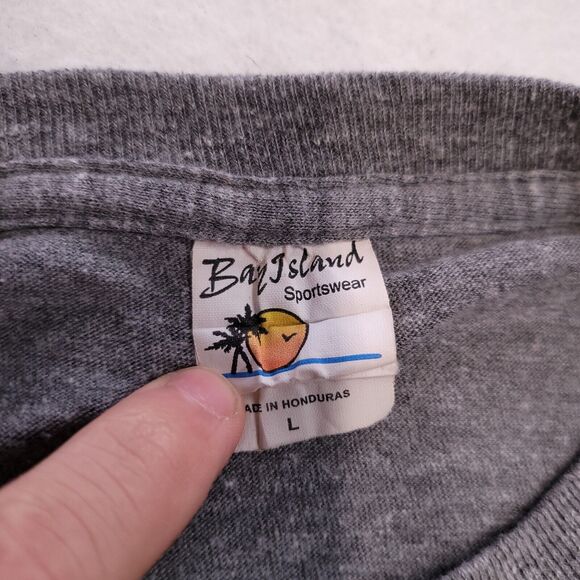 Bay Island
Sportswear
ADE IN HONDURAS
L